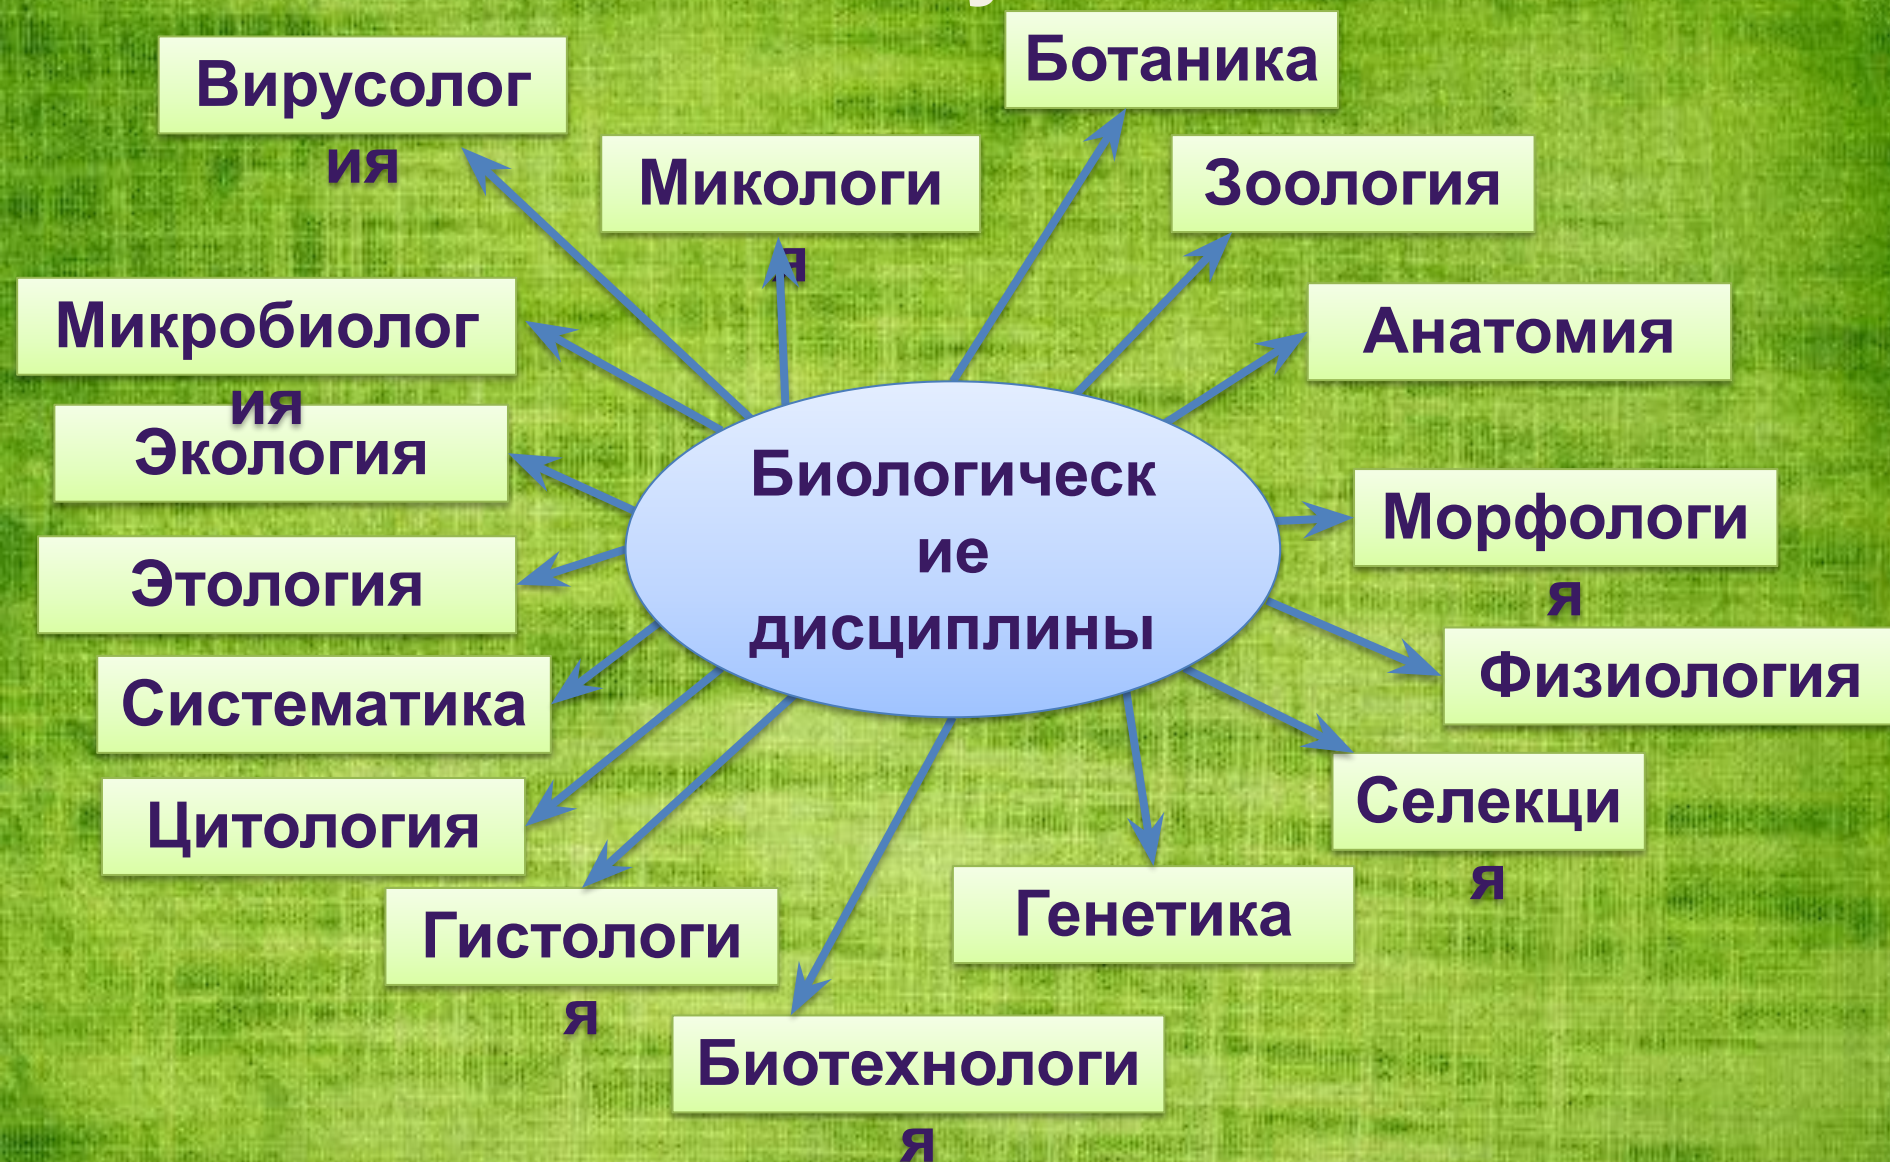 Ботаника
Вирусолог
ия
Микологи
я
Зоология
Микробиолог
ия
Анатомия
Экология
Биологическ
ие
дисциплины
Морфологи
я
Этология
Физиология
Систематика
Селекци
я
Цитология
Генетика
Гистологи
я
Биотехнологи
я